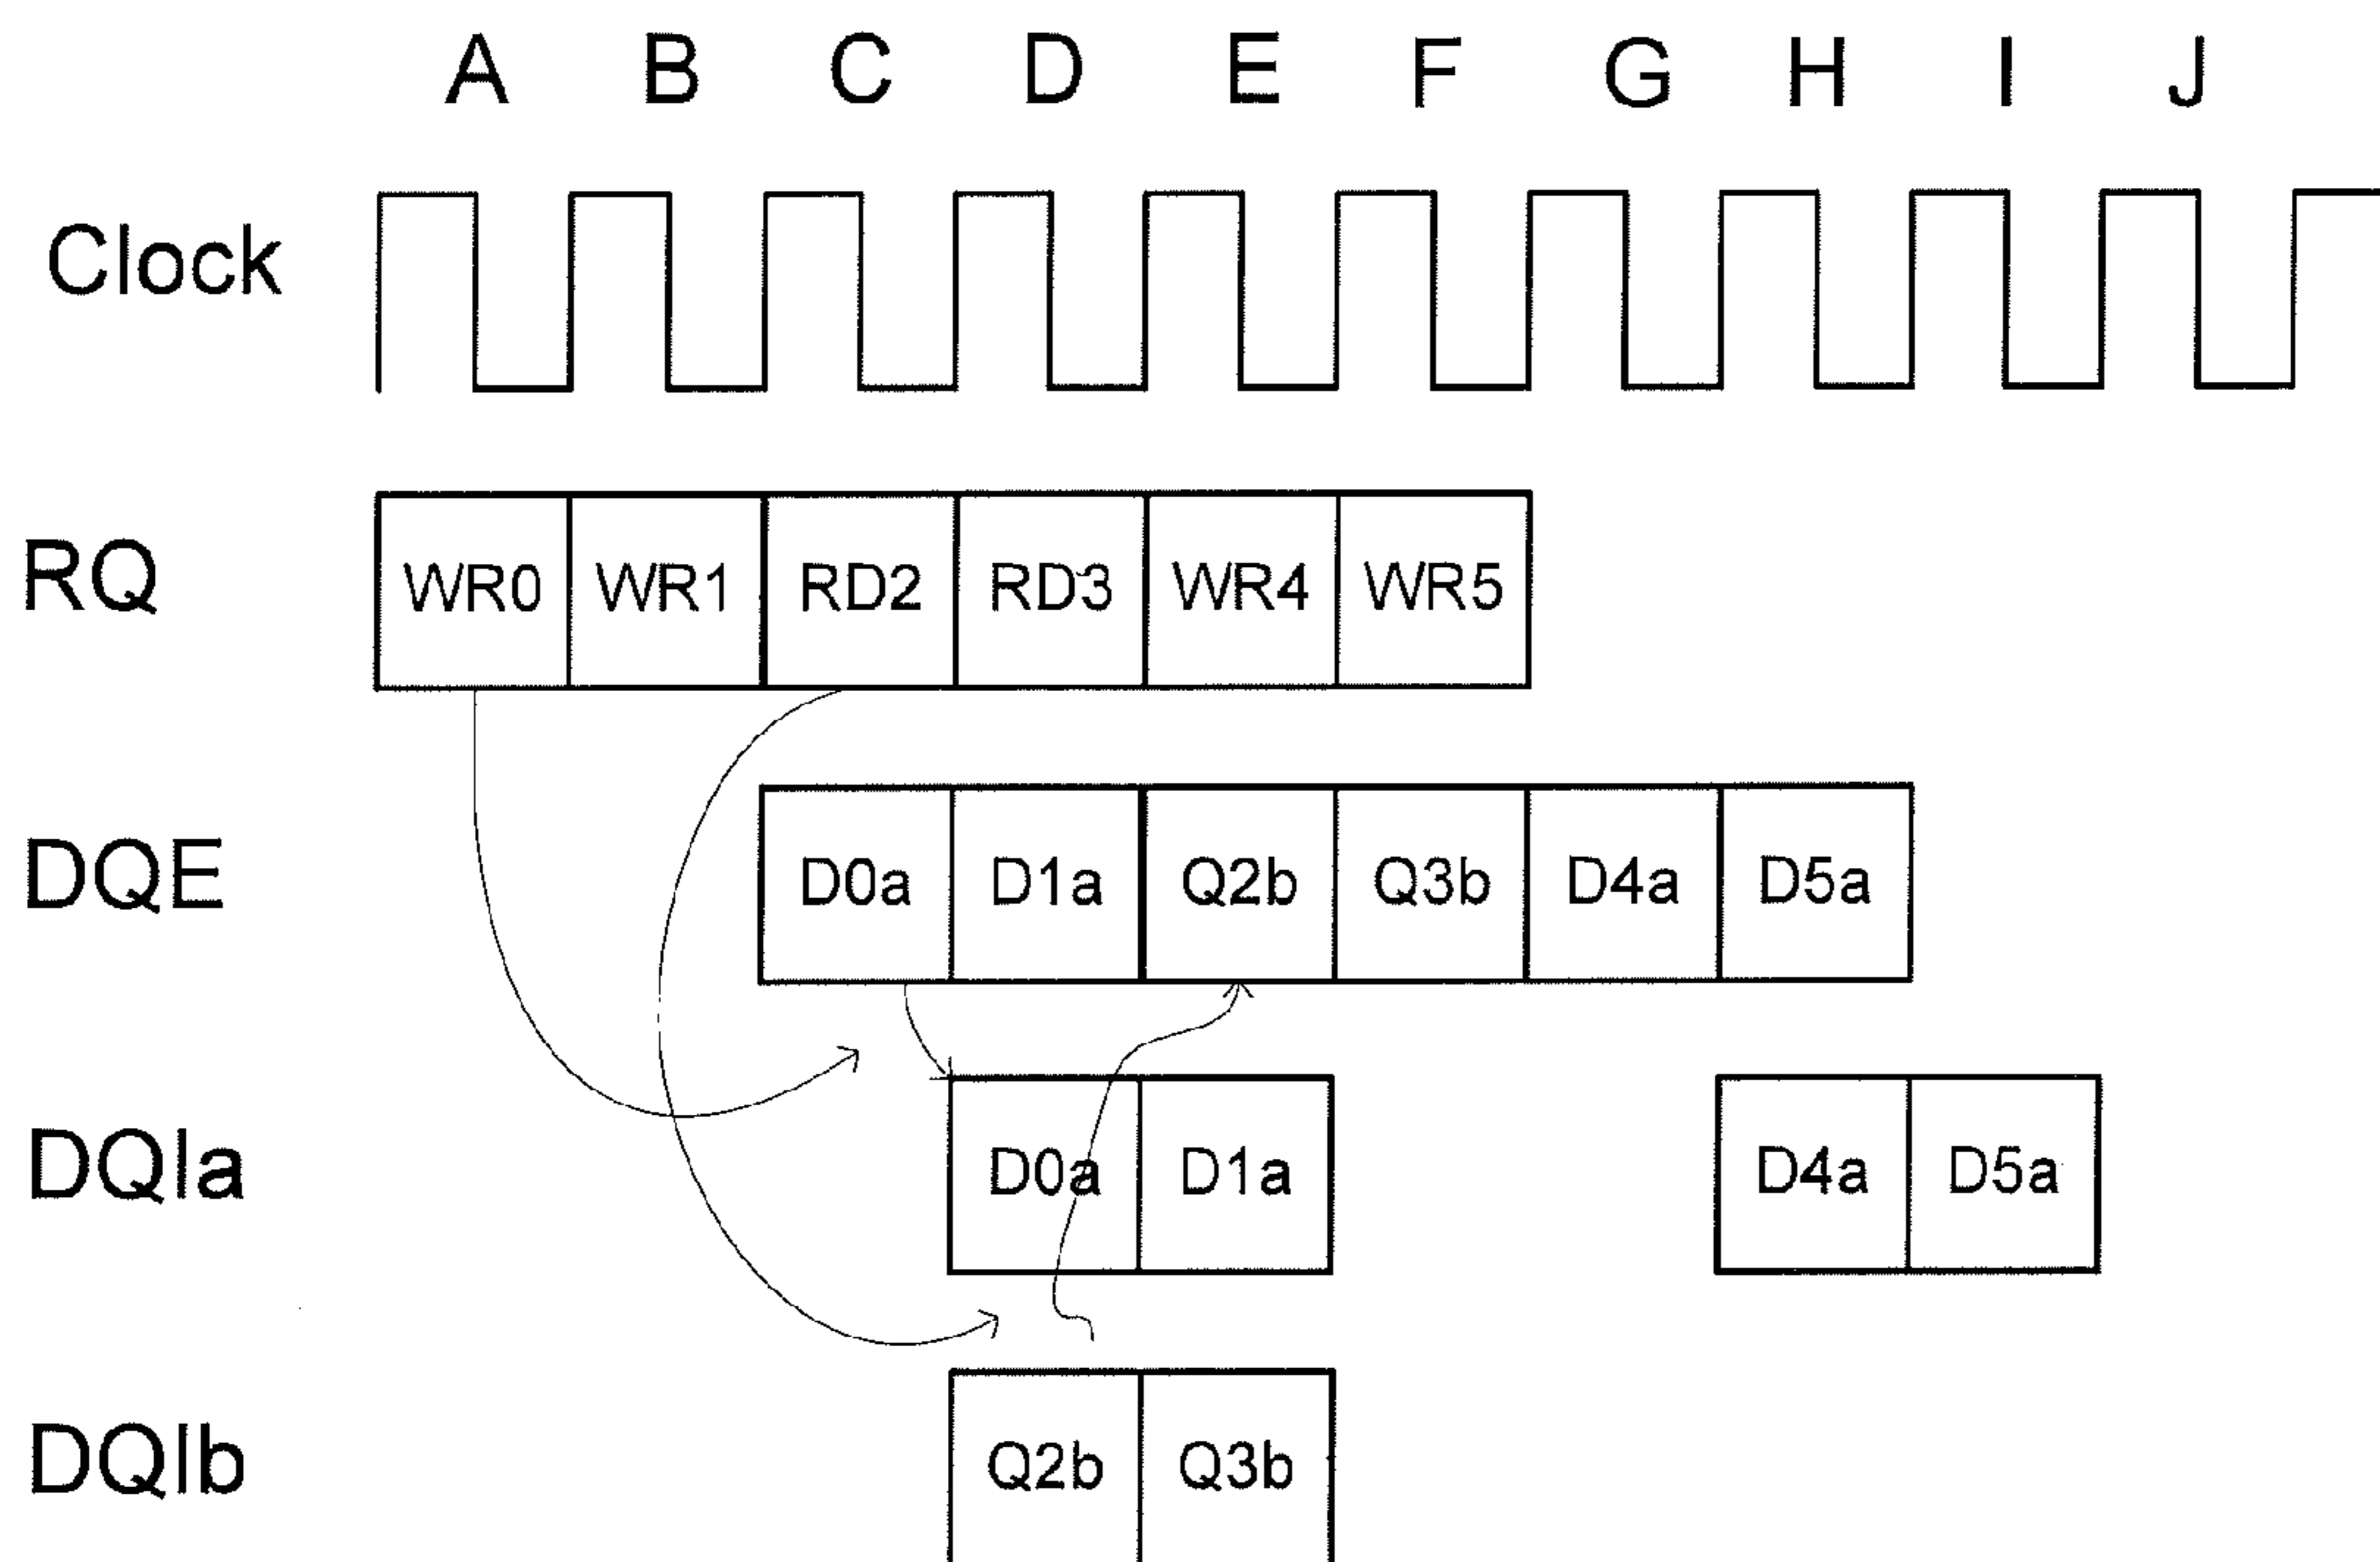 A B C D E F G H I J
Clock
RQ WR0 WR1 RD2 RD3 WR4 WR5
DQE D0a D1a Q2b Q3b D4a D5a
DQIa D0a D1a D4a D5a
DQIb Q2b Q3b